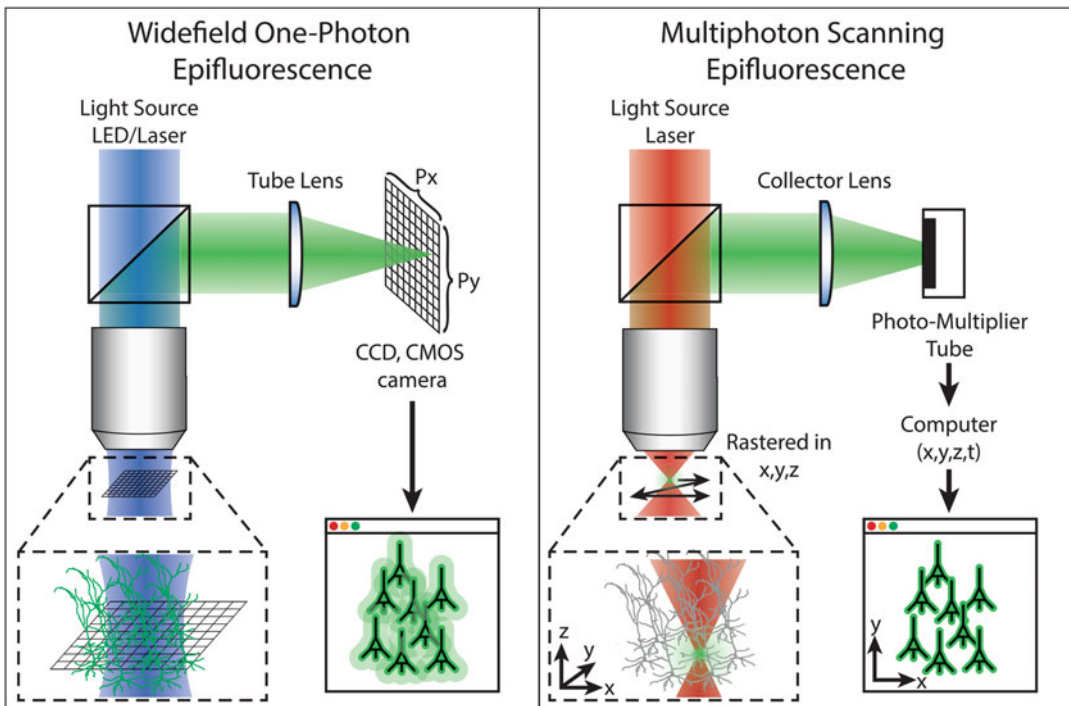 Widefield One-Photon
Epifluorescence
Light Source
LED/Laser
Tube Lens
Px
Py
CCD, CMOS
camera
Multiphoton Scanning
Epifluorescence
Light Source
Laser
Collector Lens
Photo-Multiplier
Tube
Computer
(x,y,z,t)
Rastered in
x,y,z
z
y
x
y
x